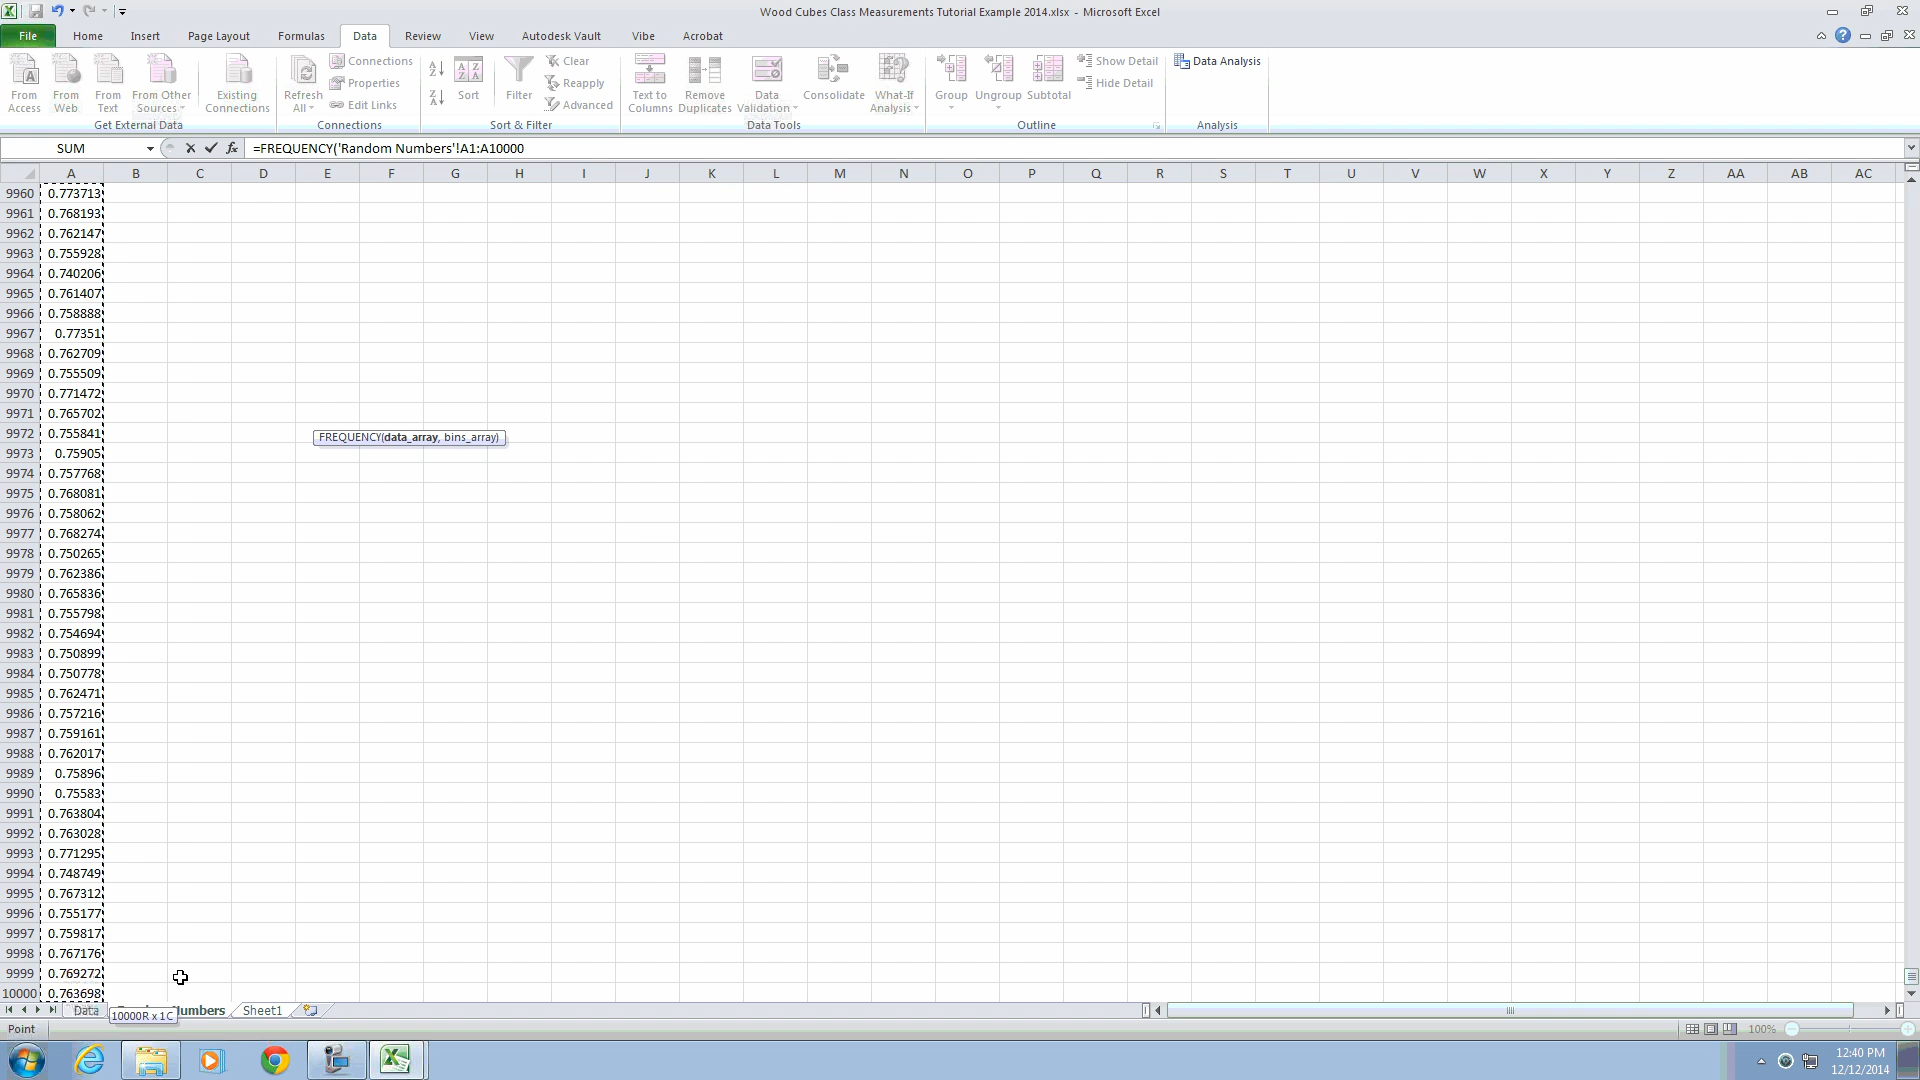 Wood Cubes Class Measurements Tutorial Example 2014.xlsx - Microsoft Excel
File Home Insert Page Layout Formulas Data Review View Autodesk Vault Vibe Acrobat
From Access
From Web
From Text
From Other Sources
Existing Connections
Get External Data
Refresh All
Connections
Properties
Edit Links
Connections
Sort
Filter
Clear
Reapply
Advanced
Sort & Filter
Text to Columns
Remove Duplicates
Data Validation
Consolidate
What-If Analysis
Data Tools
Group
Ungroup
Subtotal
Show Detail
Hide Detail
Outline
Data Analysis
Analysis
SUM fx =FREQUENCY('Random Numbers'!A1:A10000
A B C D E F G H I J K L M N O P Q R S T U V W X Y Z AA AB AC
9960 0.773713
9961 0.768193
9962 0.762147
9963 0.755928
9964 0.740206
9965 0.761407
9966 0.758888
9967 0.77351
9968 0.762709
9969 0.755509
9970 0.771472
9971 0.765702
9972 0.755841
FREQUENCY(data_array, bins_array)
9973 0.75905
9974 0.757768
9975 0.768081
9976 0.758062
9977 0.768274
9978 0.750265
9979 0.762386
9980 0.765836
9981 0.755798
9982 0.754694
9983 0.750899
9984 0.750778
9985 0.762471
9986 0.757216
9987 0.759161
9988 0.762017
9989 0.75896
9990 0.75583
9991 0.763804
9992 0.763028
9993 0.771295
9994 0.748749
9995 0.767312
9996 0.755177
9997 0.759817
9998 0.767176
9999 0.769272
10000 0.763698
Data Numbers Sheet1
10000R x 1C
Point 100%
12:40 PM
12/12/2014